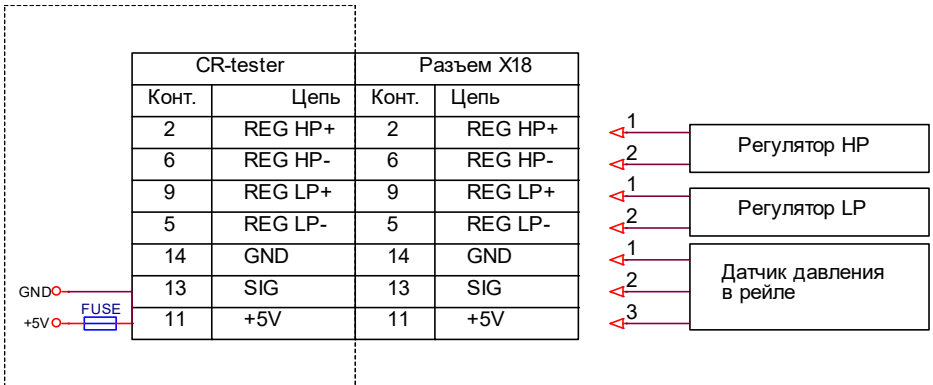 CR-tester Разъем X18
Конт. Цепь Конт. Цепь
2 REG HP+ 2 REG HP+ 1
6 REG HP- 6 REG HP- 2
Регулятор HP
9 REG LP+ 9 REG LP+ 1
5 REG LP- 5 REG LP- 2
Регулятор LP
14 GND 14 GND 1
GND 13 SIG 13 SIG 2
+5V FUSE 11 +5V 11 +5V 3
Датчик давления
в рейле